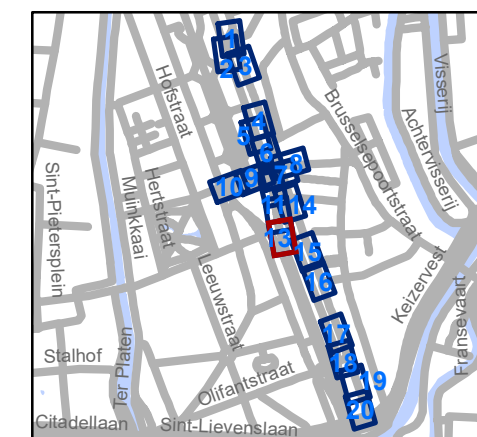 1
2
3
Hofstraat
Visserij
4
5
6
Brusselsepoortstraat
Achtervisserij
Sint-Pietersplein
Muinkkaai
Hertstraat
10
9
7
8
11
14
13
15
16
Leeuwstraat
Keizervest
Fransevaart
Ter Platen
Stalhof
17
18
19
20
Olifantstraat
Citadellaan
Sint-Lievenslaan